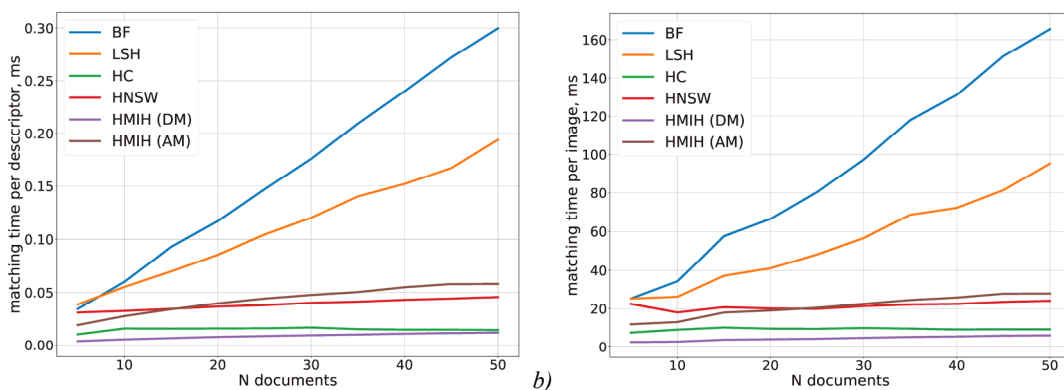 matching time per desccriptor, ms
0.30
0.25
0.20
0.15
0.10
0.05
0.00
BF
LSH
HC
HNSW
HMIH (DM)
HMIH (AM)
10 20 30 40 50
N documents
b)
matching time per image, ms
160
140
120
100
80
60
40
20
0
BF
LSH
HC
HNSW
HMIH (DM)
HMIH (AM)
10 20 30 40 50
N documents